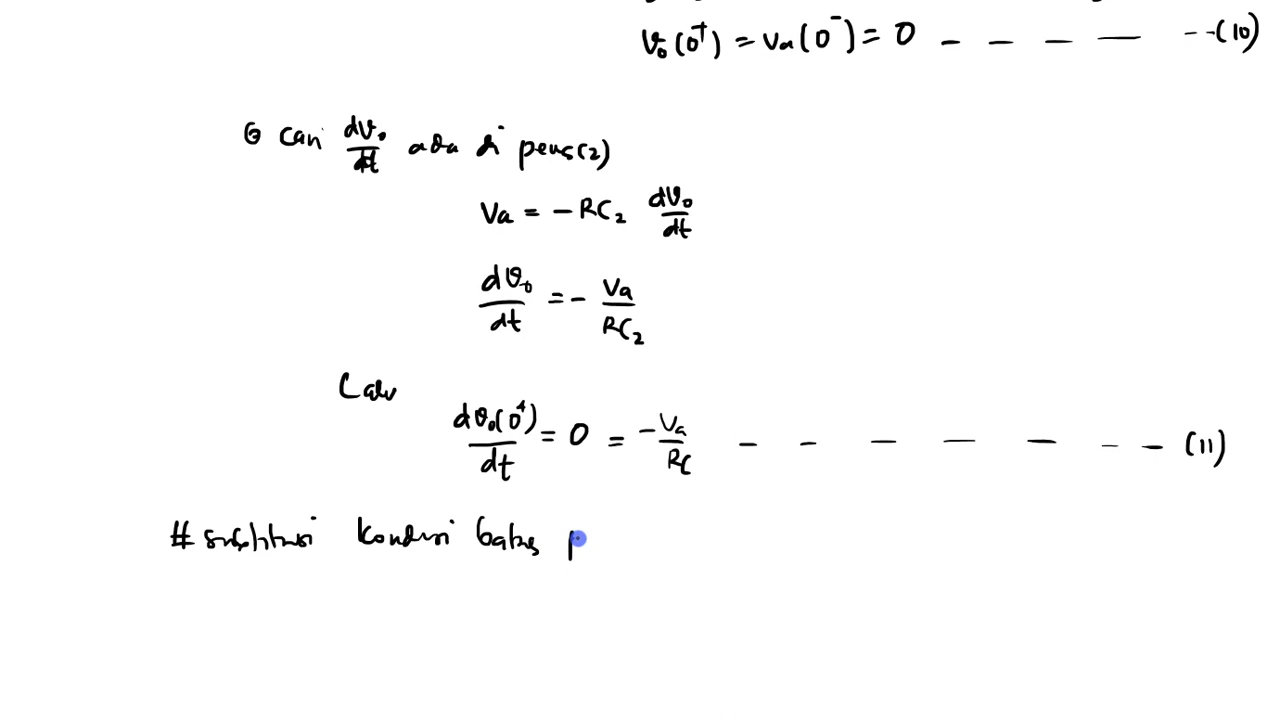 v₀(0⁺) = Va(0⁻) = 0 - - - — --(10)
cari dv₀/dt ada di pers(2)
Va = -RC₂ dv₀/dt
dv₀/dt = - Va/RC₂
Lalu
dv₀(0⁺)/dt = 0 = -Va/RC - - - - - - - (11)
# substitusi kondisi batas p